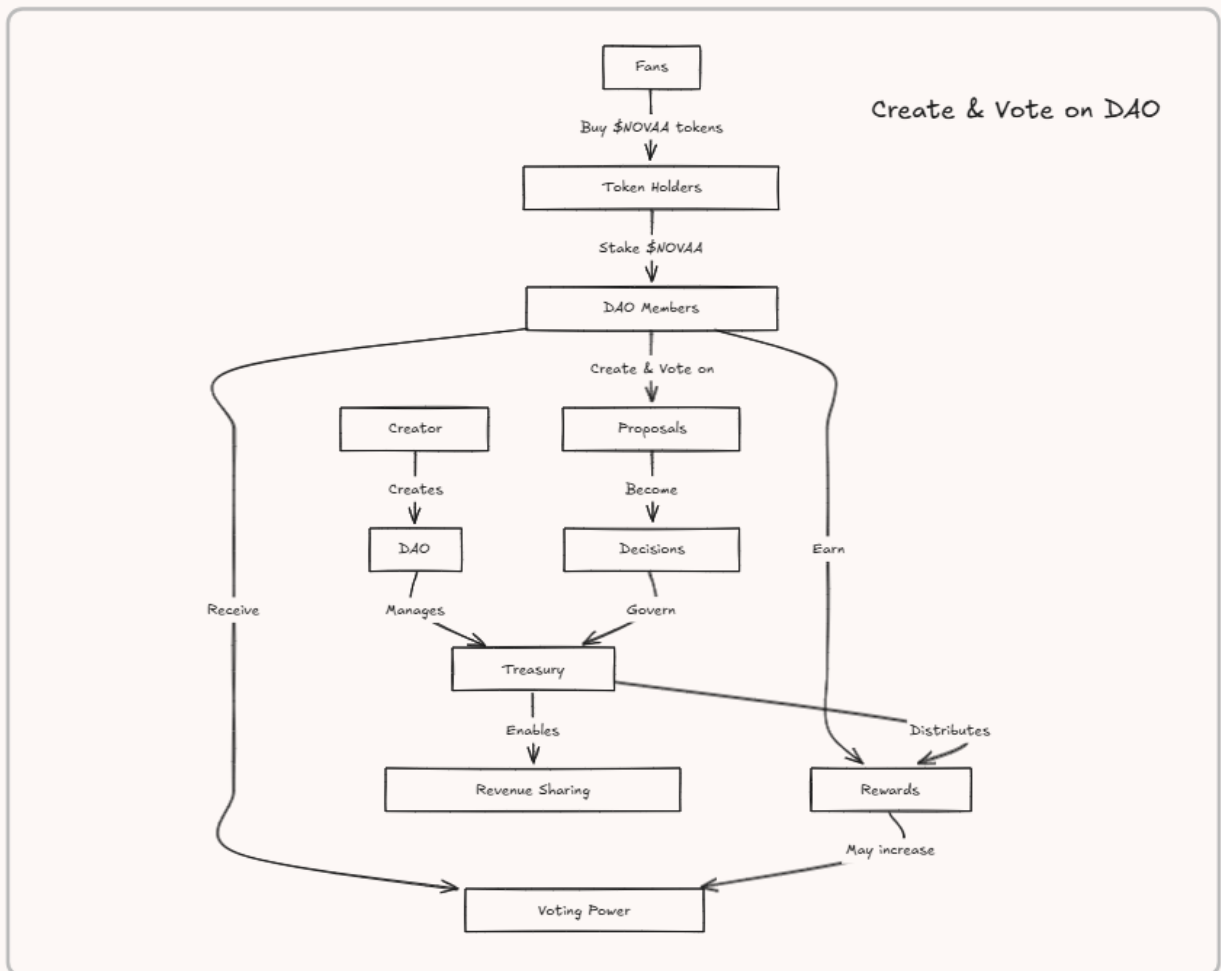 Fans
Create & Vote on DAO
Buy $NOVAA tokens
Token Holders
Stake $NOVAA
DAO Members
Create & Vote on
Creator
Proposals
Creates
Become
DAO
Decisions
Earn
Receive
Manages
Govern
Treasury
Enables
Distributes
Revenue Sharing
Rewards
May increase
Voting Power